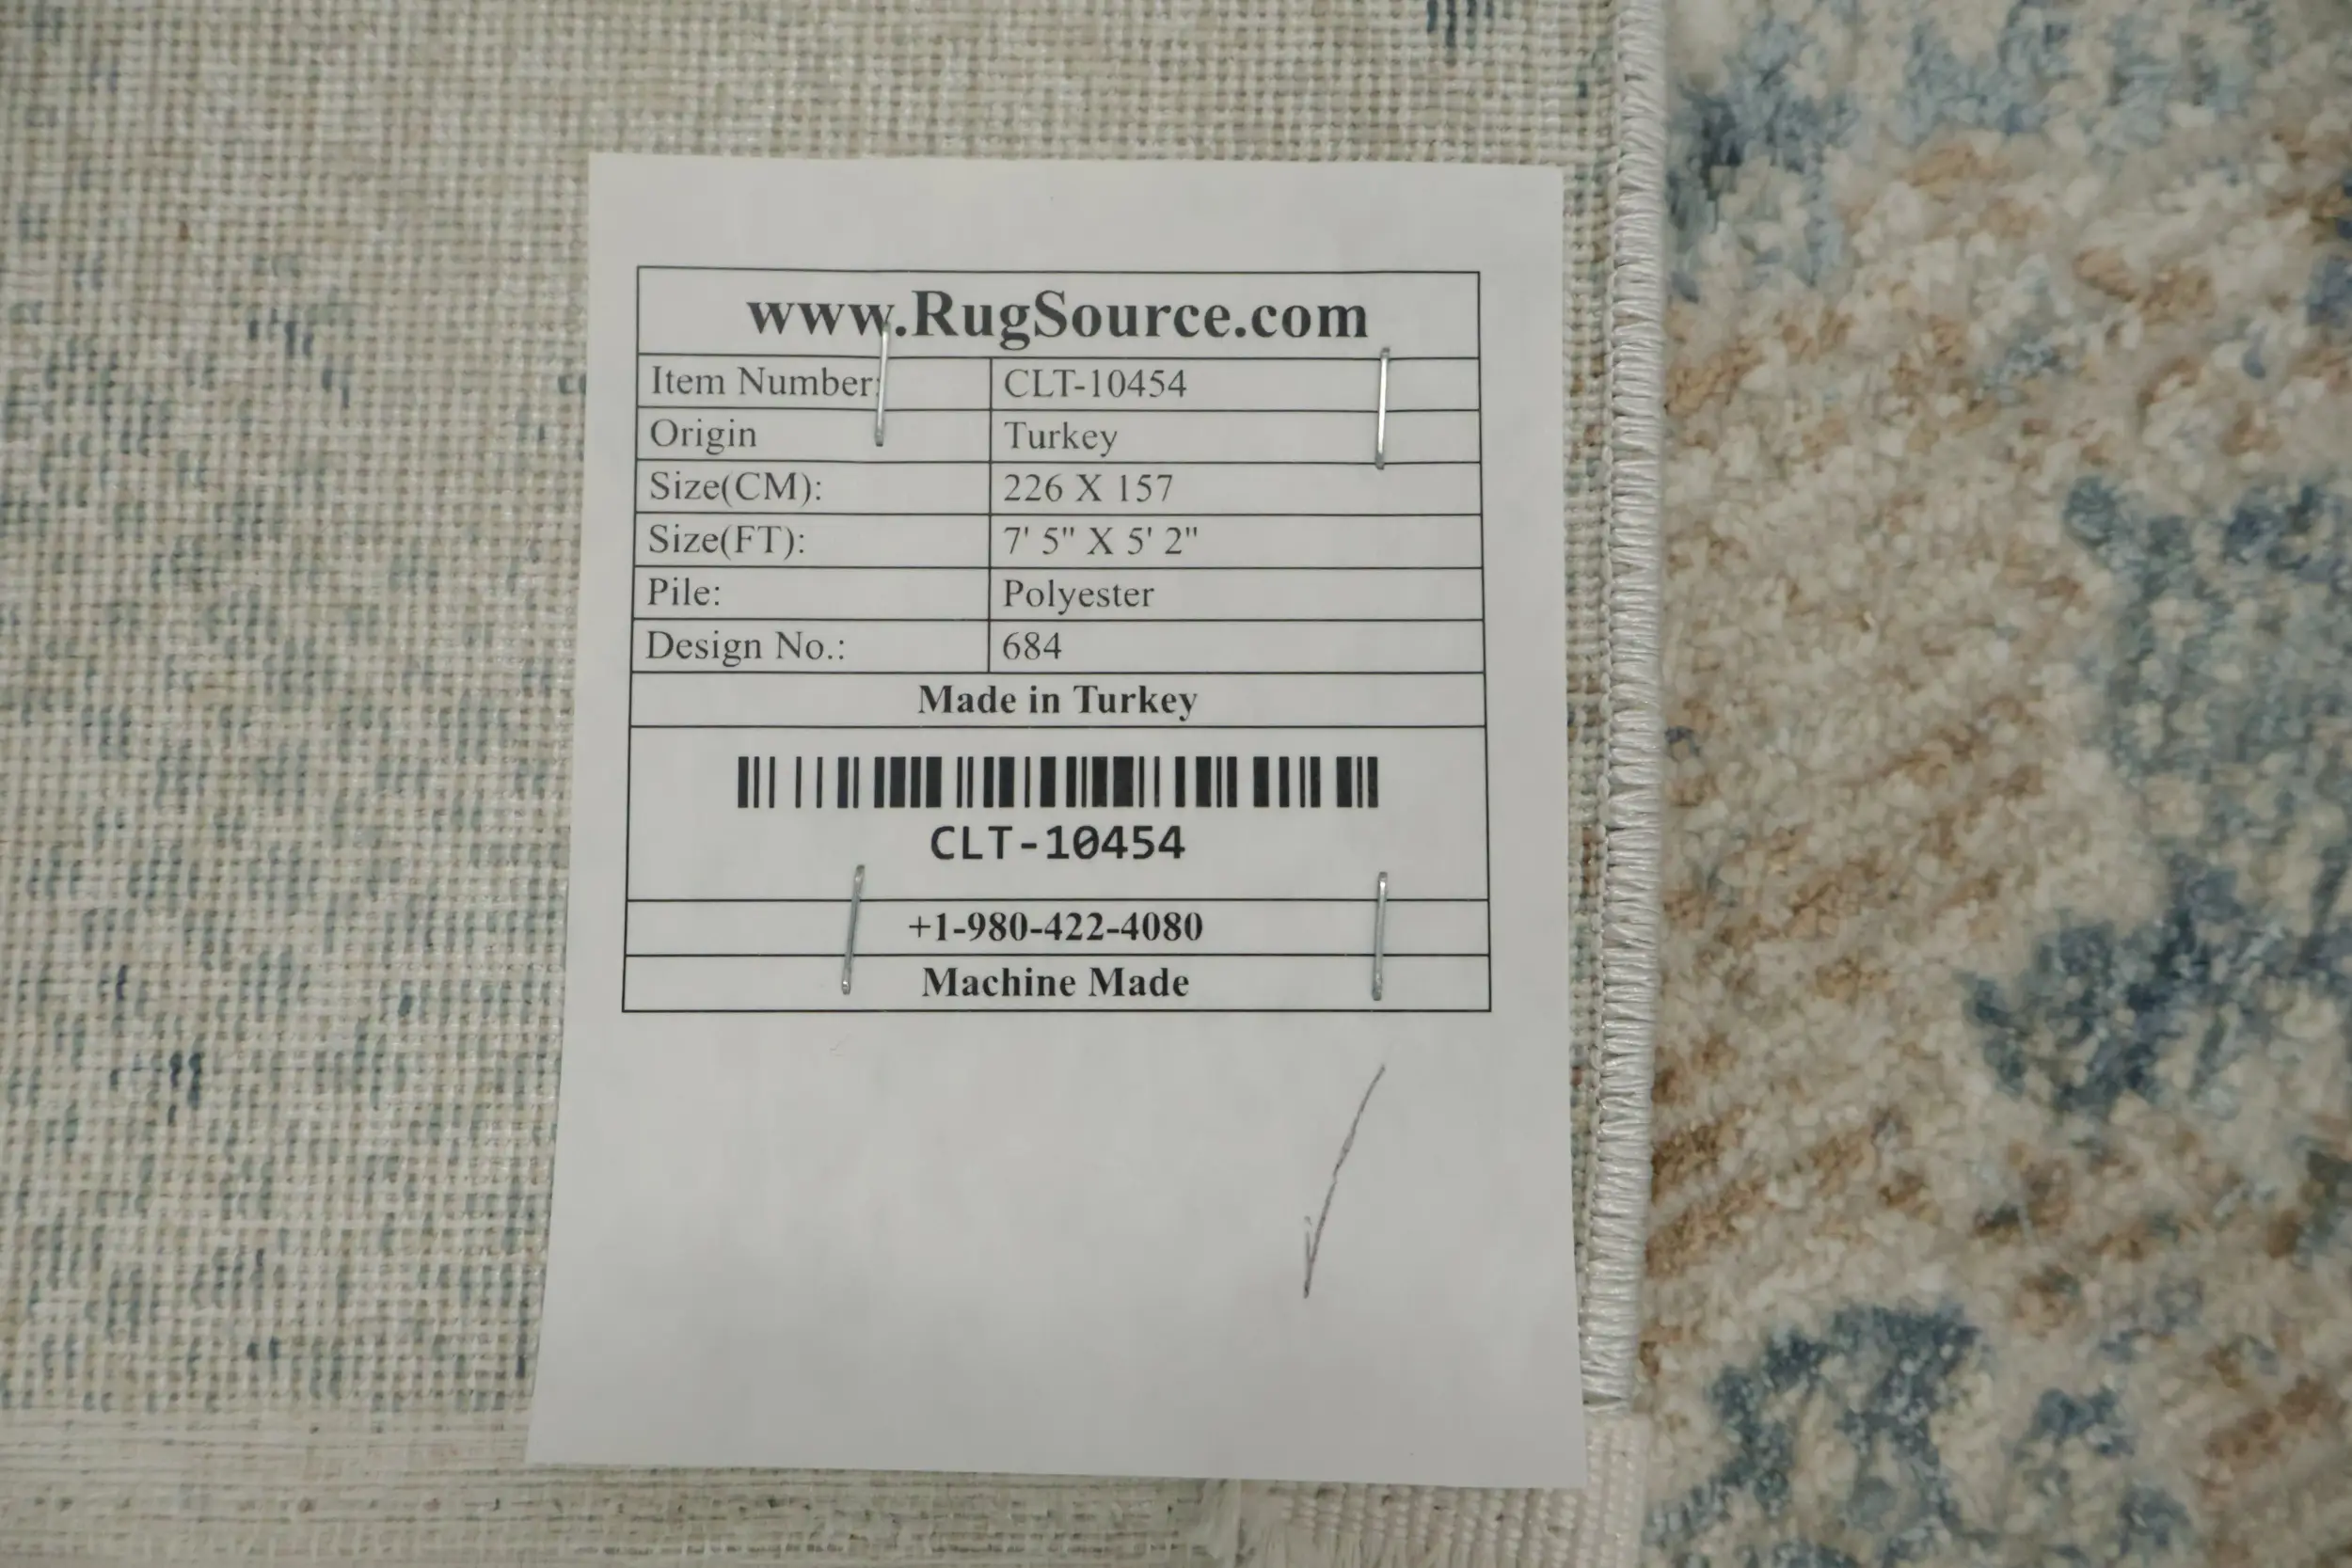 www.RugSource.com
Item Number: CLT-10454
Origin Turkey
Size(CM): 226 X 157
Size(FT): 7' 5" X 5' 2"
Pile: Polyester
Design No.: 684
Made in Turkey
CLT-10454
+1-980-422-4080
Machine Made